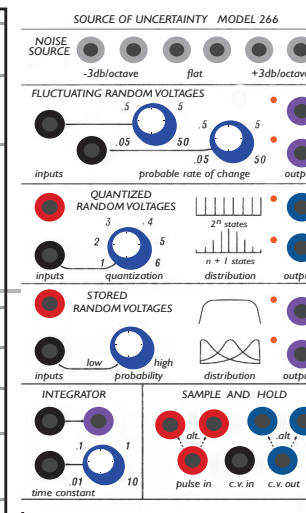 SOURCE OF UNCERTAINTY MODEL 266
NOISE
SOURCE
-3db/octave flat +3db/octave
FLUCTUATING RANDOM VOLTAGES
.5 5 .5 5
.05 50 .05 50
inputs probable rate of change outp
QUANTIZED
RANDOM VOLTAGES
3 .4
2 5
1 6
2ⁿ states
n + 1 states
inputs quantization distribution outp
STORED
RANDOM VOLTAGES
low high
inputs probability distribution outp
INTEGRATOR SAMPLE AND HOLD
alt. .alt
.1 1
.01 10
time constant pulse in c.v. in c.v. out